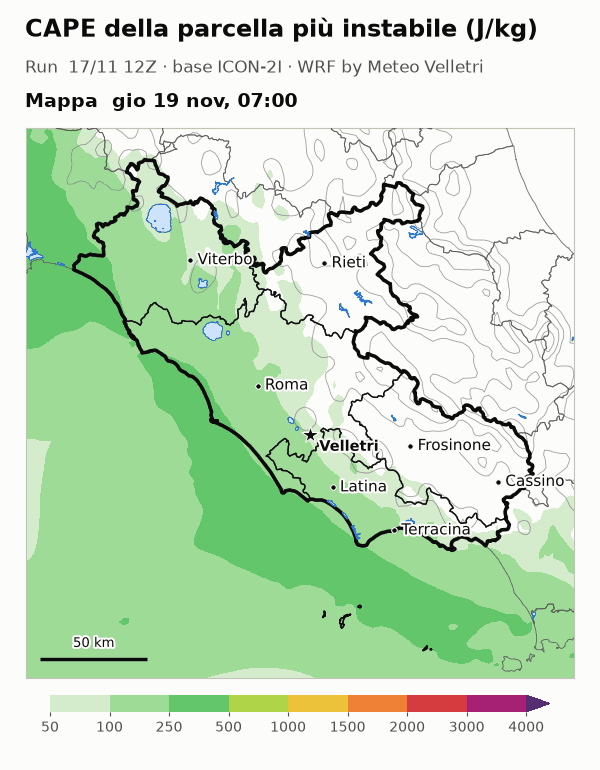 CAPE della parcella più instabile (J/kg)
Run 17/11 12Z · base ICON-2I · WRF by Meteo Velletri
Mappa gio 19 nov, 07:00
Viterbo
Rieti
Roma
Velletri
Frosinone
Cassino
Latina
Terracina
50 km
50 100 250 500 1000 1500 2000 3000 4000